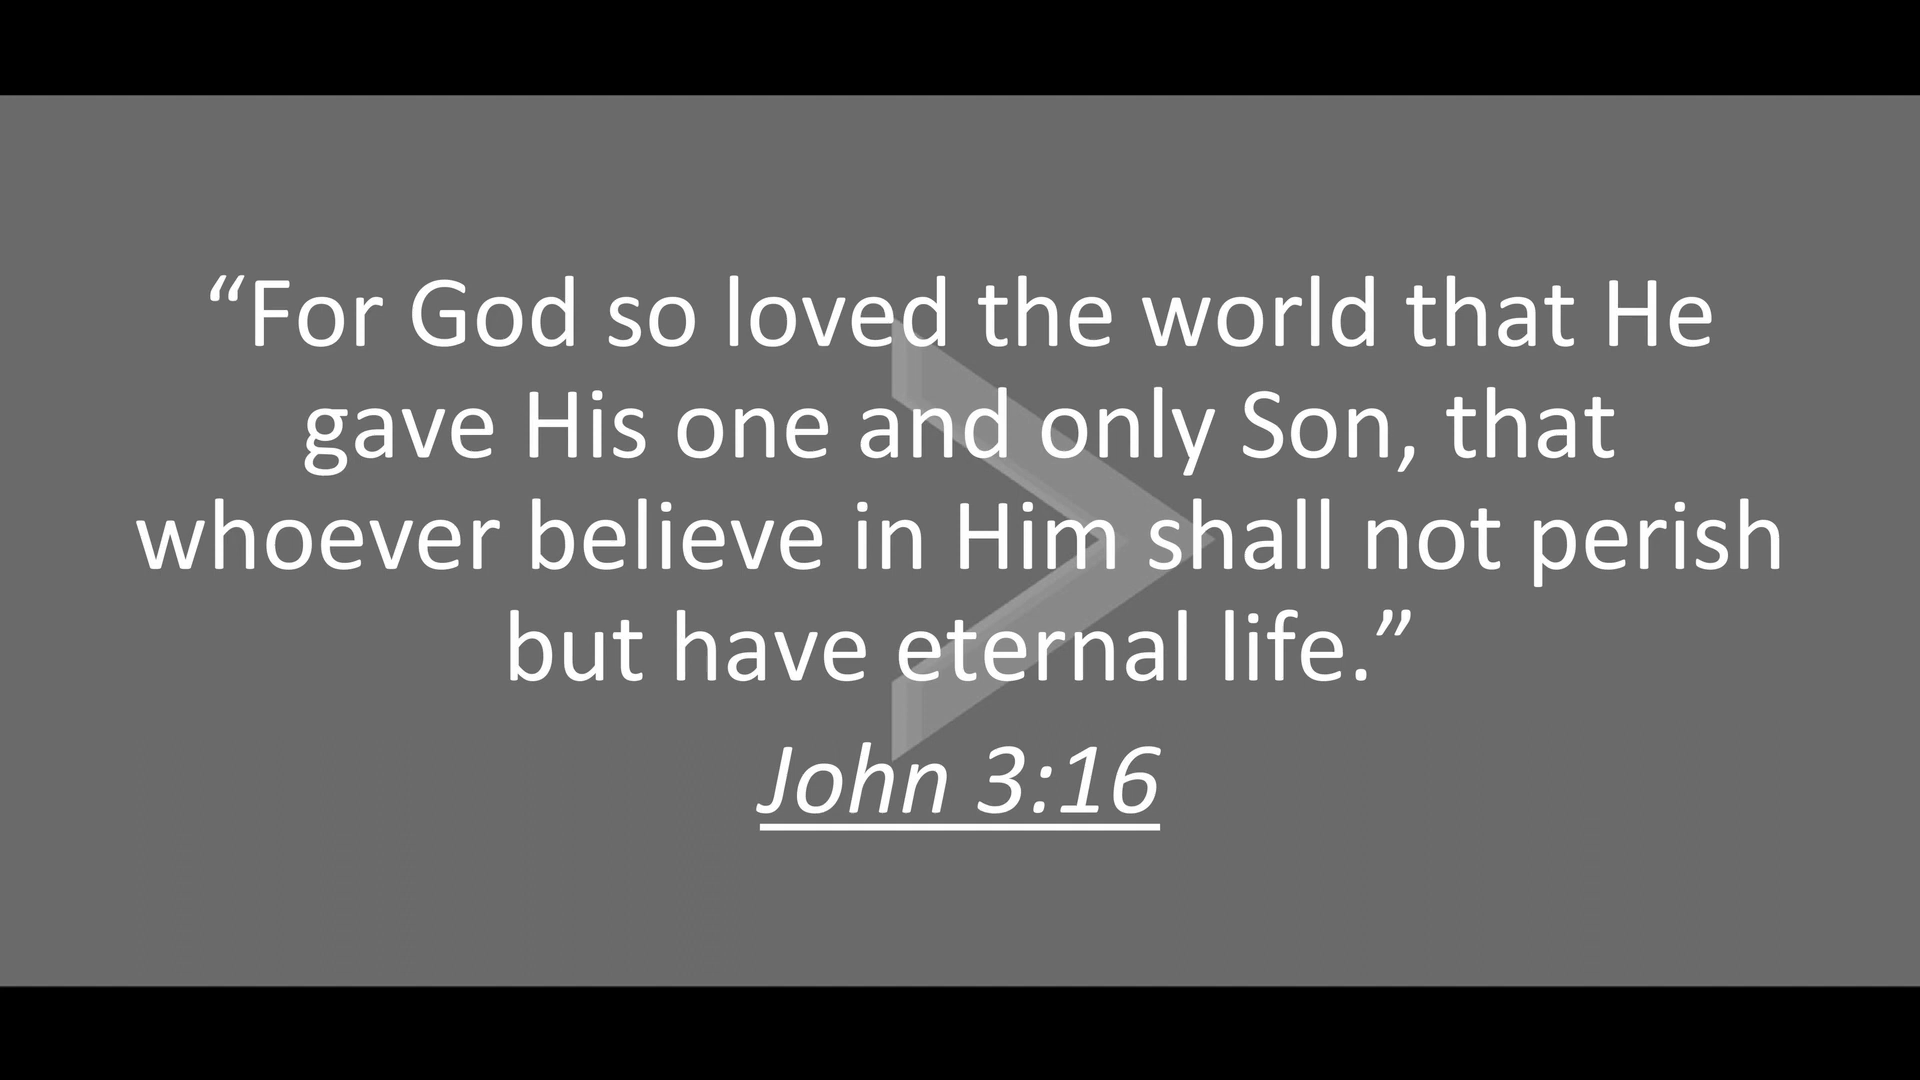 “For God so loved the world that He
gave His one and only Son, that
whoever believe in Him shall not perish
but have eternal life.”
John 3:16